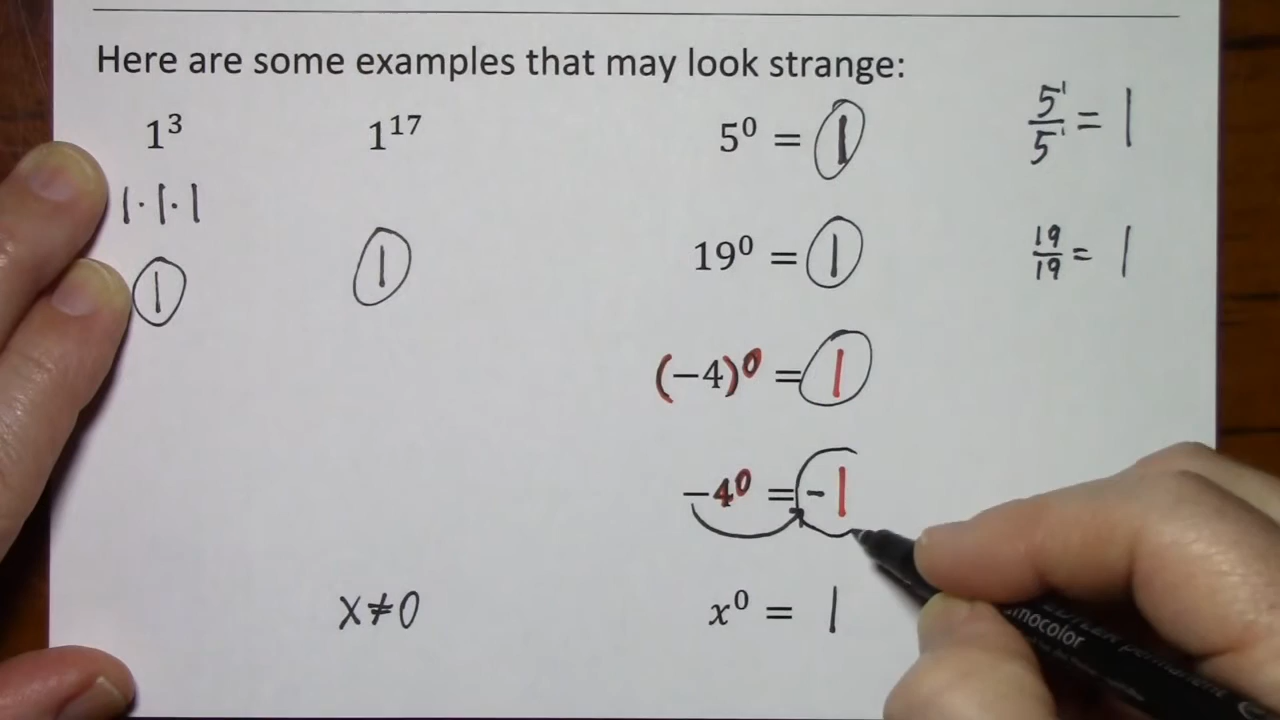 Here are some examples that may look strange:
1³ 1¹⁷ 5⁰ = 1 5¹/5¹ = 1
1·1·1
1 1 19⁰ = 1 19/19 = 1
(−4)⁰ = 1
−4⁰ = -1
x≠0 x⁰ = 1